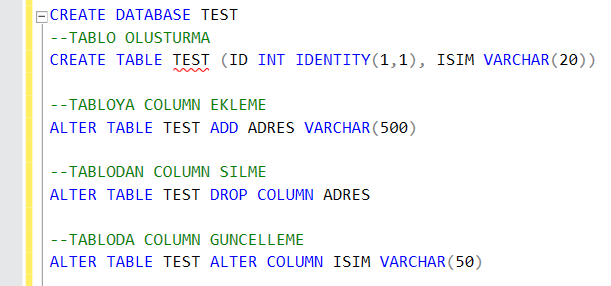 CREATE DATABASE TEST
--TABLO OLUSTURMA
CREATE TABLE TEST (ID INT IDENTITY(1,1), ISIM VARCHAR(20))
--TABLOYA COLUMN EKLEME
ALTER TABLE TEST ADD ADRES VARCHAR(500)
--TABLODAN COLUMN SILME
ALTER TABLE TEST DROP COLUMN ADRES
--TABLODA COLUMN GUNCELLEME
ALTER TABLE TEST ALTER COLUMN ISIM VARCHAR(50)